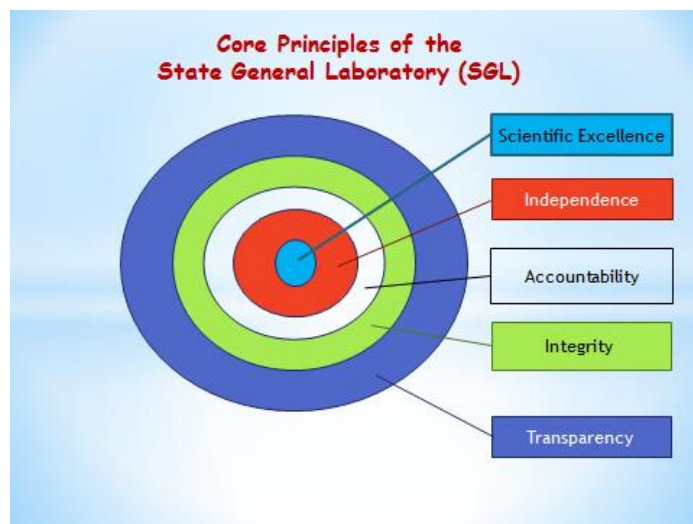 Core Principles of the
State General Laboratory (SGL)
Scientific Excellence
Independence
Accountability
Integrity
Transparency